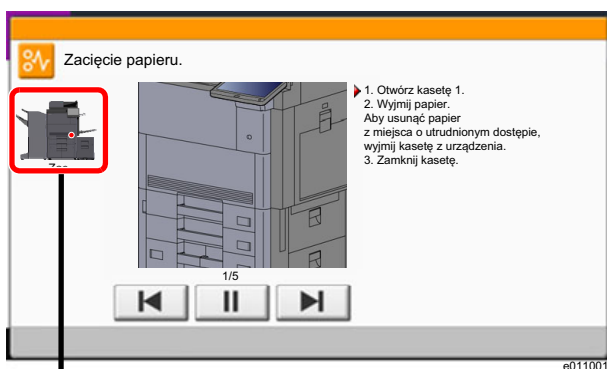 Zacięcie papieru.
1. Otwórz kasetę 1.
2. Wyjmij papier.
Aby usunąć papier
z miejsca o utrudnionym dostępie,
wyjmij kasetę z urządzenia.
3. Zamknij kasetę.
1/5
e011001